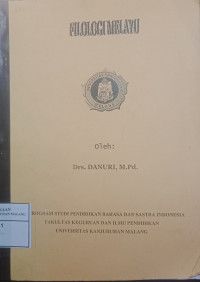 FILOLOGI MELAYU
Oleh:
Drs. DANURI, M.Pd.
PROGRAM STUDI PENDIDIKAN BAHASA DAN SASTRA INDONESIA
FAKULTAS KEGURUAN DAN ILMU PENDIDIKAN
UNIVERSITAS KANJURUHAN MALANG